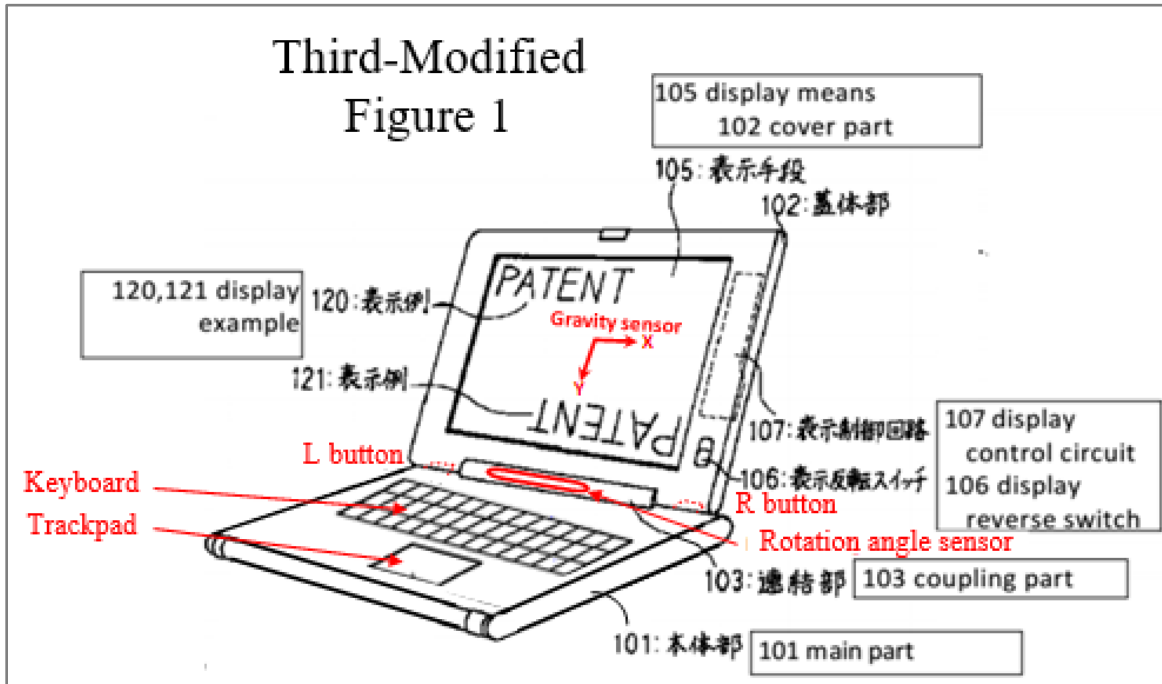 Third-Modified
Figure 1
105 display means
102 cover part
105:表示手段
102:蓋体部
120,121 display
example
PATENT
120:表示例
Gravity sensor
X
Y
121:表示例
PATENT
107:表示制御回路
107 display
control circuit
106 display
reverse switch
106:表示反転スイッチ
L button
Keyboard
R button
Trackpad
Rotation angle sensor
103:連結部
103 coupling part
101:本体部
101 main part